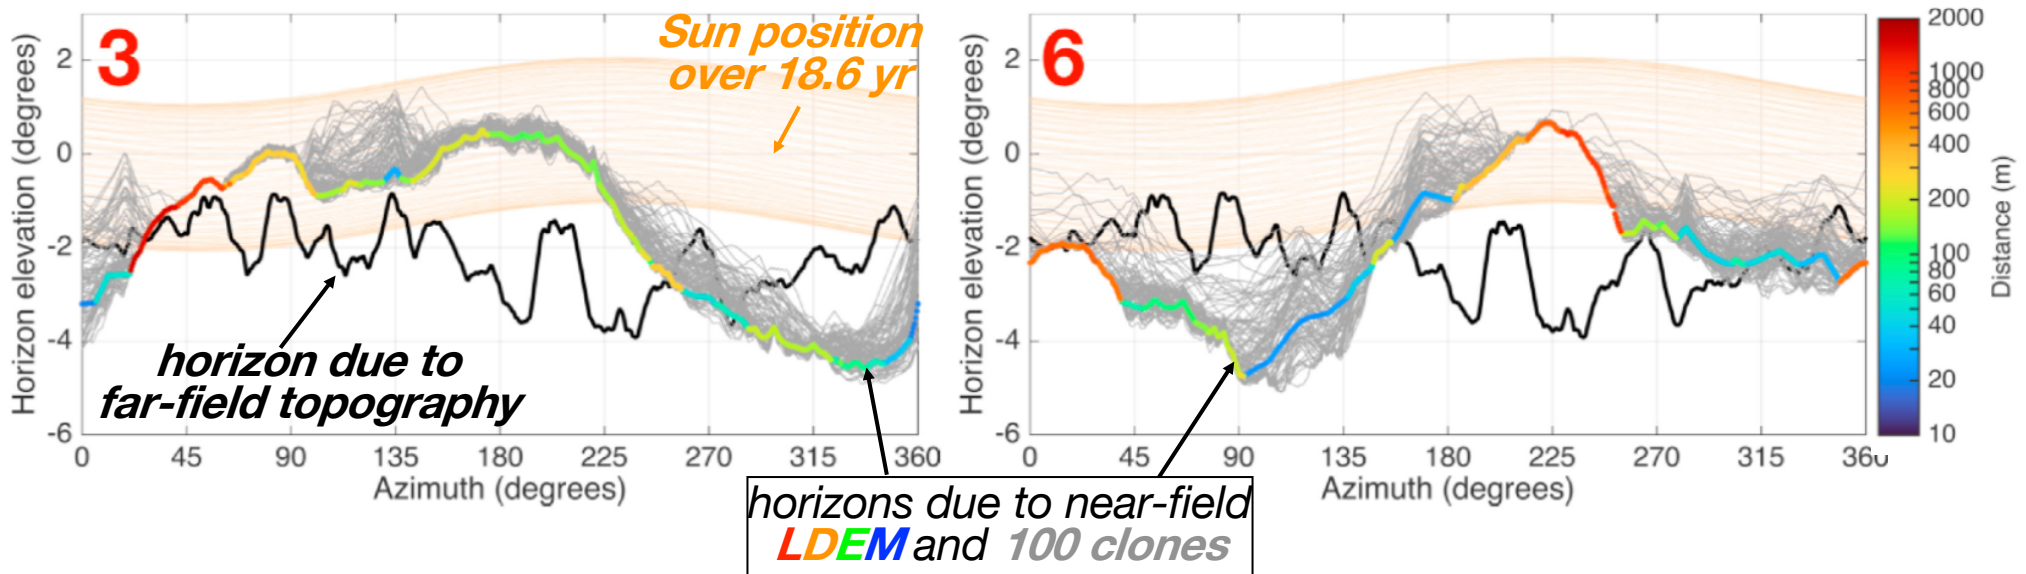 3
Sun position
over 18.6 yr
horizon due to
far-field topography
Horizon elevation (degrees)
2
0
-2
-4
-6
0 45 90 135 180 225 270 315 360
Azimuth (degrees)
6
Horizon elevation (degrees)
2
0
-2
-4
-6
0 45 90 135 180 225 270 315 360
Azimuth (degrees)
2000
1000
800
600
400
200
100
80
60
40
20
10
Distance (m)
horizons due to near-field
LDEM and 100 clones